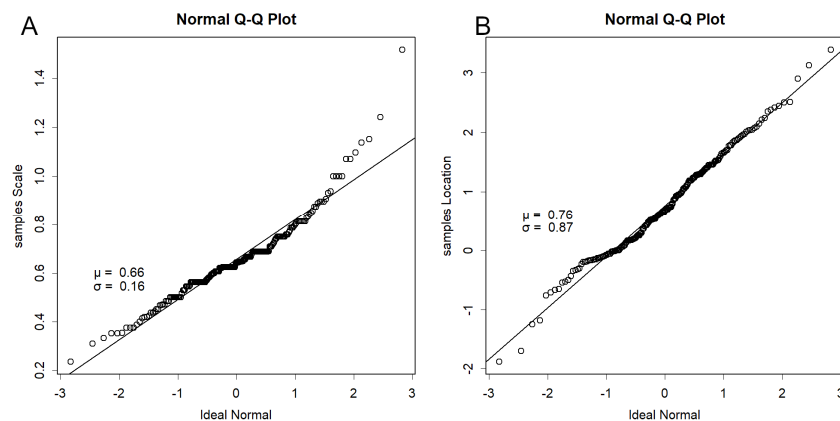 A
Normal Q-Q Plot
samples Scale
0.2
0.4
0.6
0.8
1.0
1.2
1.4
μ = 0.66
σ = 0.16
-3
-2
-1
0
1
2
3
Ideal Normal
B
Normal Q-Q Plot
samples Location
-2
-1
0
1
2
3
μ = 0.76
σ = 0.87
-3
-2
-1
0
1
2
3
Ideal Normal